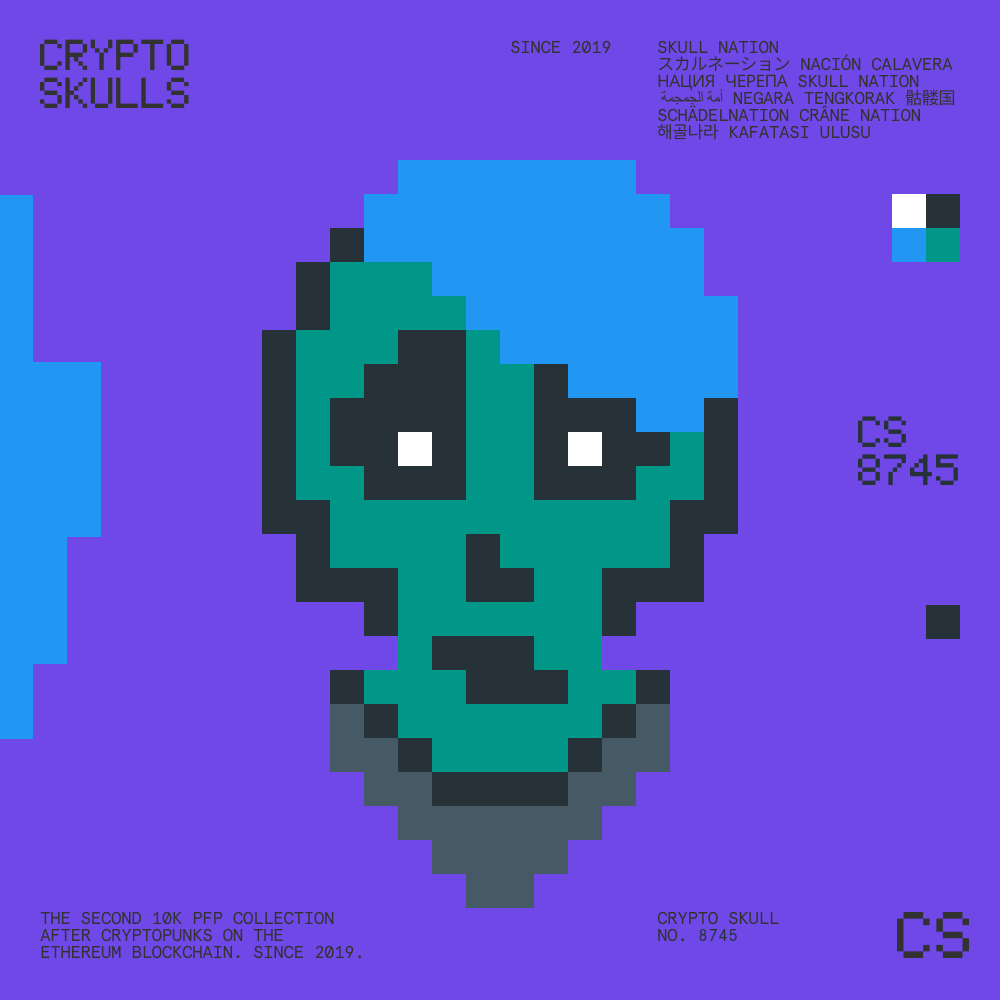 CRYPTO
SKULLS
SINCE 2019
SKULL NATION
スカルネーション NACIÓN CALAVERA
НАЦИЯ ЧЕРЕПА SKULL NATION
أمة الجمجمة NEGARA TENGKORAK 骷髅国
SCHÄDELNATION CRÂNE NATION
해골나라 KAFATASI ULUSU
CS
8745
THE SECOND 10K PFP COLLECTION
AFTER CRYPTOPUNKS ON THE
ETHEREUM BLOCKCHAIN. SINCE 2019.
CRYPTO SKULL
NO. 8745
CS